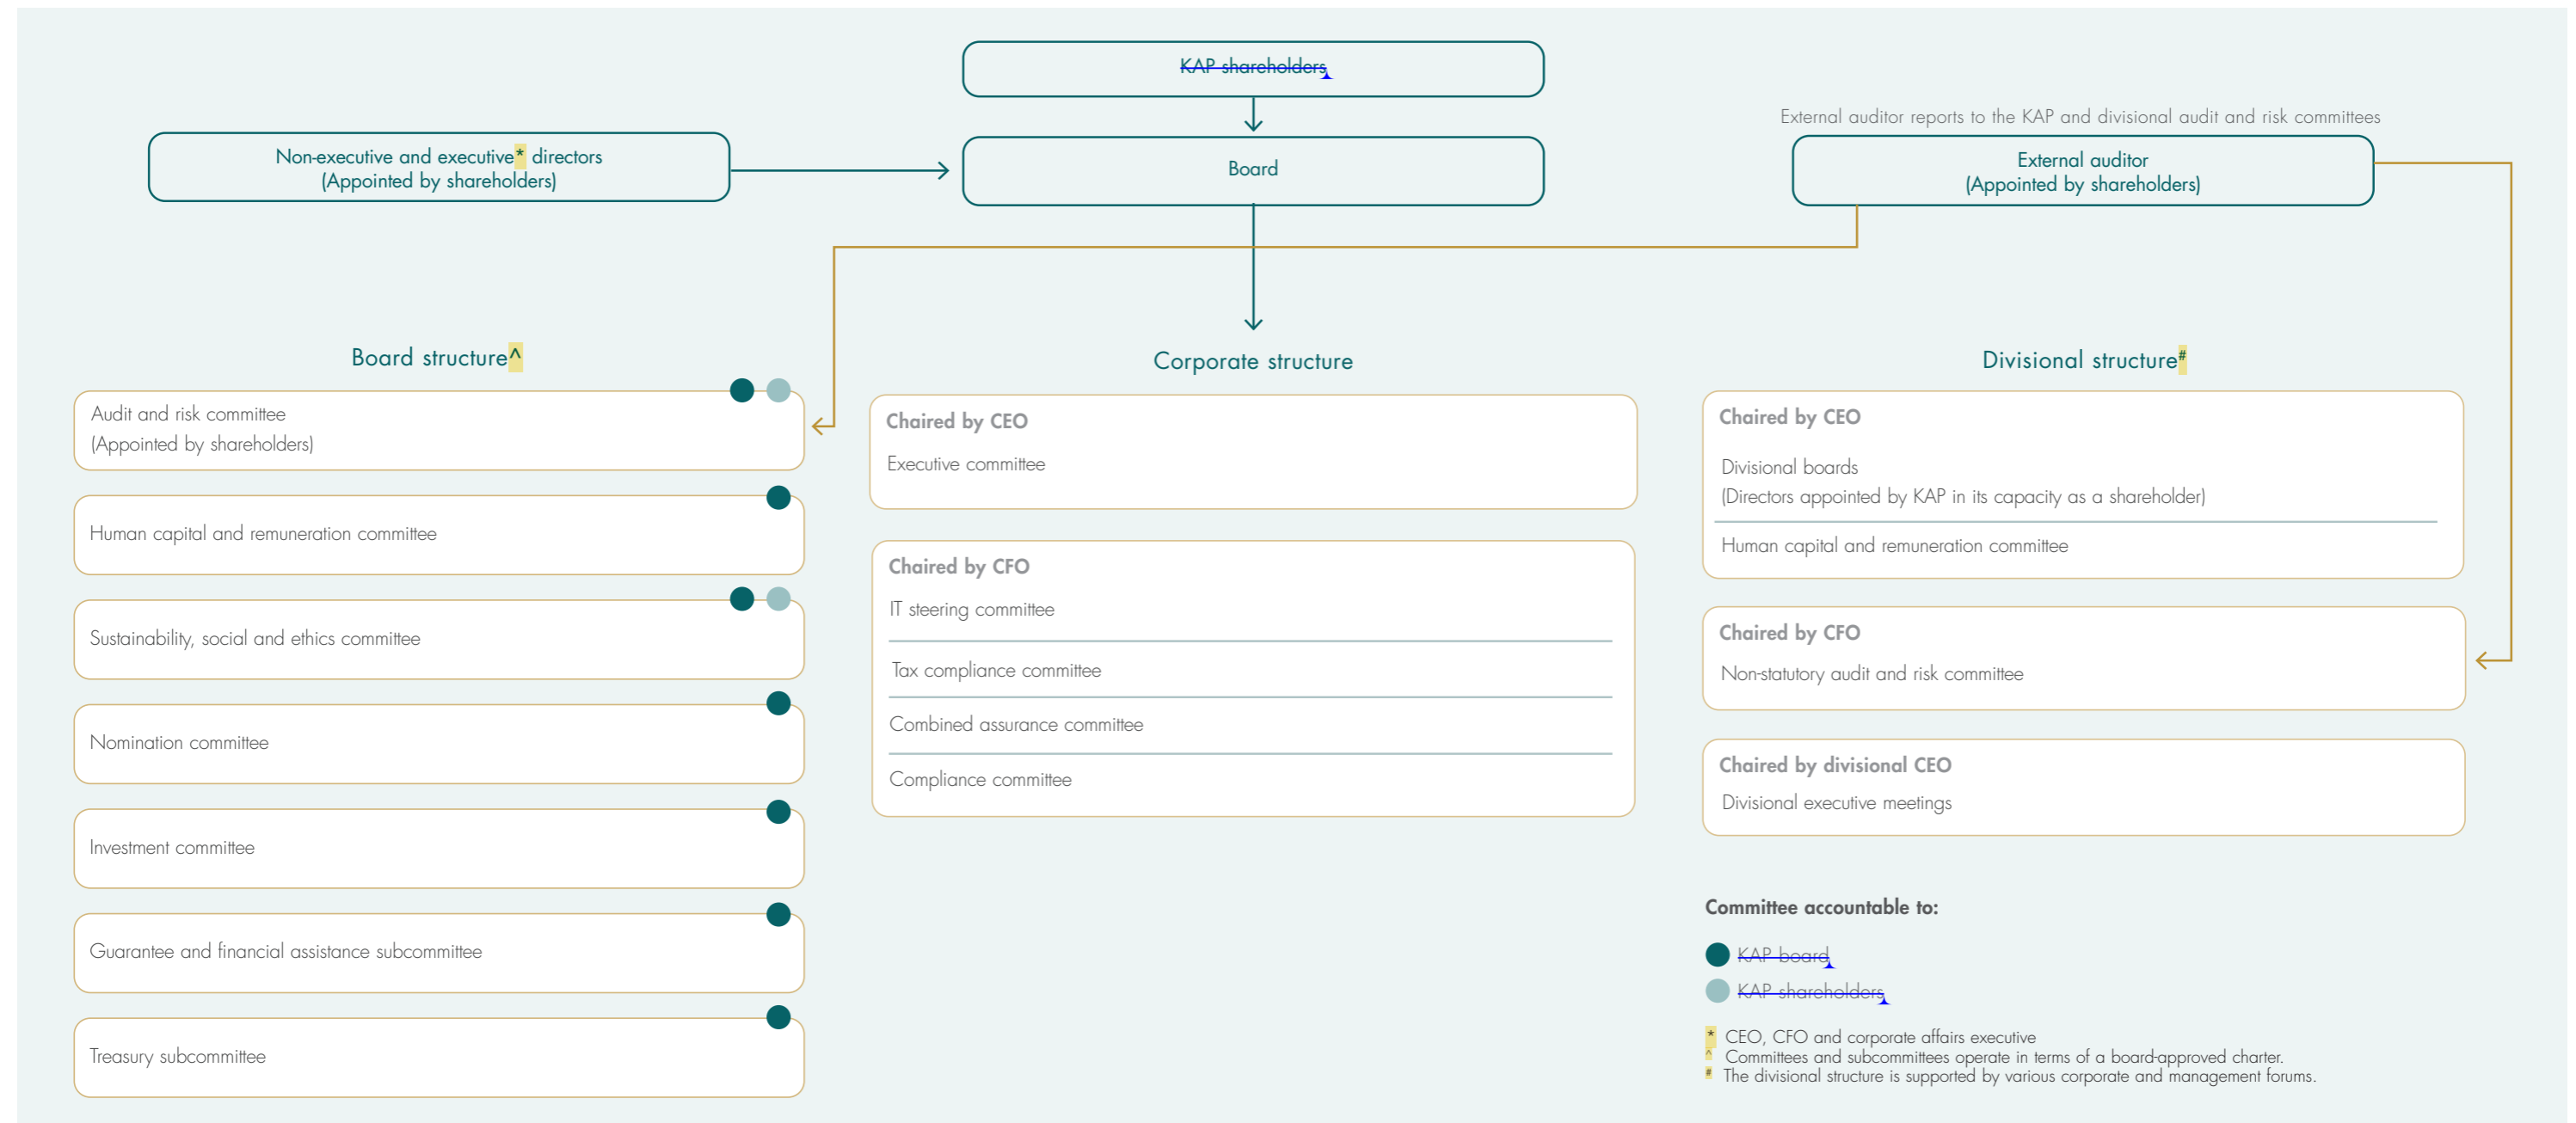 KAP shareholders
External auditor reports to the KAP and divisional audit and risk committees
Non-executive and executive* directors
(Appointed by shareholders)
Board
External auditor
(Appointed by shareholders)
Board structure^
Audit and risk committee
(Appointed by shareholders)
Human capital and remuneration committee
Sustainability, social and ethics committee
Nomination committee
Investment committee
Guarantee and financial assistance subcommittee
Treasury subcommittee
Corporate structure
Chaired by CEO
Executive committee
Chaired by CFO
IT steering committee
Tax compliance committee
Combined assurance committee
Compliance committee
Divisional structure#
Chaired by CEO
Divisional boards
(Directors appointed by KAP in its capacity as a shareholder)
Human capital and remuneration committee
Chaired by CFO
Non-statutory audit and risk committee
Chaired by divisional CEO
Divisional executive meetings
Committee accountable to:
KAP board
KAP shareholders
* CEO, CFO and corporate affairs executive
^ Committees and subcommittees operate in terms of a board-approved charter.
# The divisional structure is supported by various corporate and management forums.